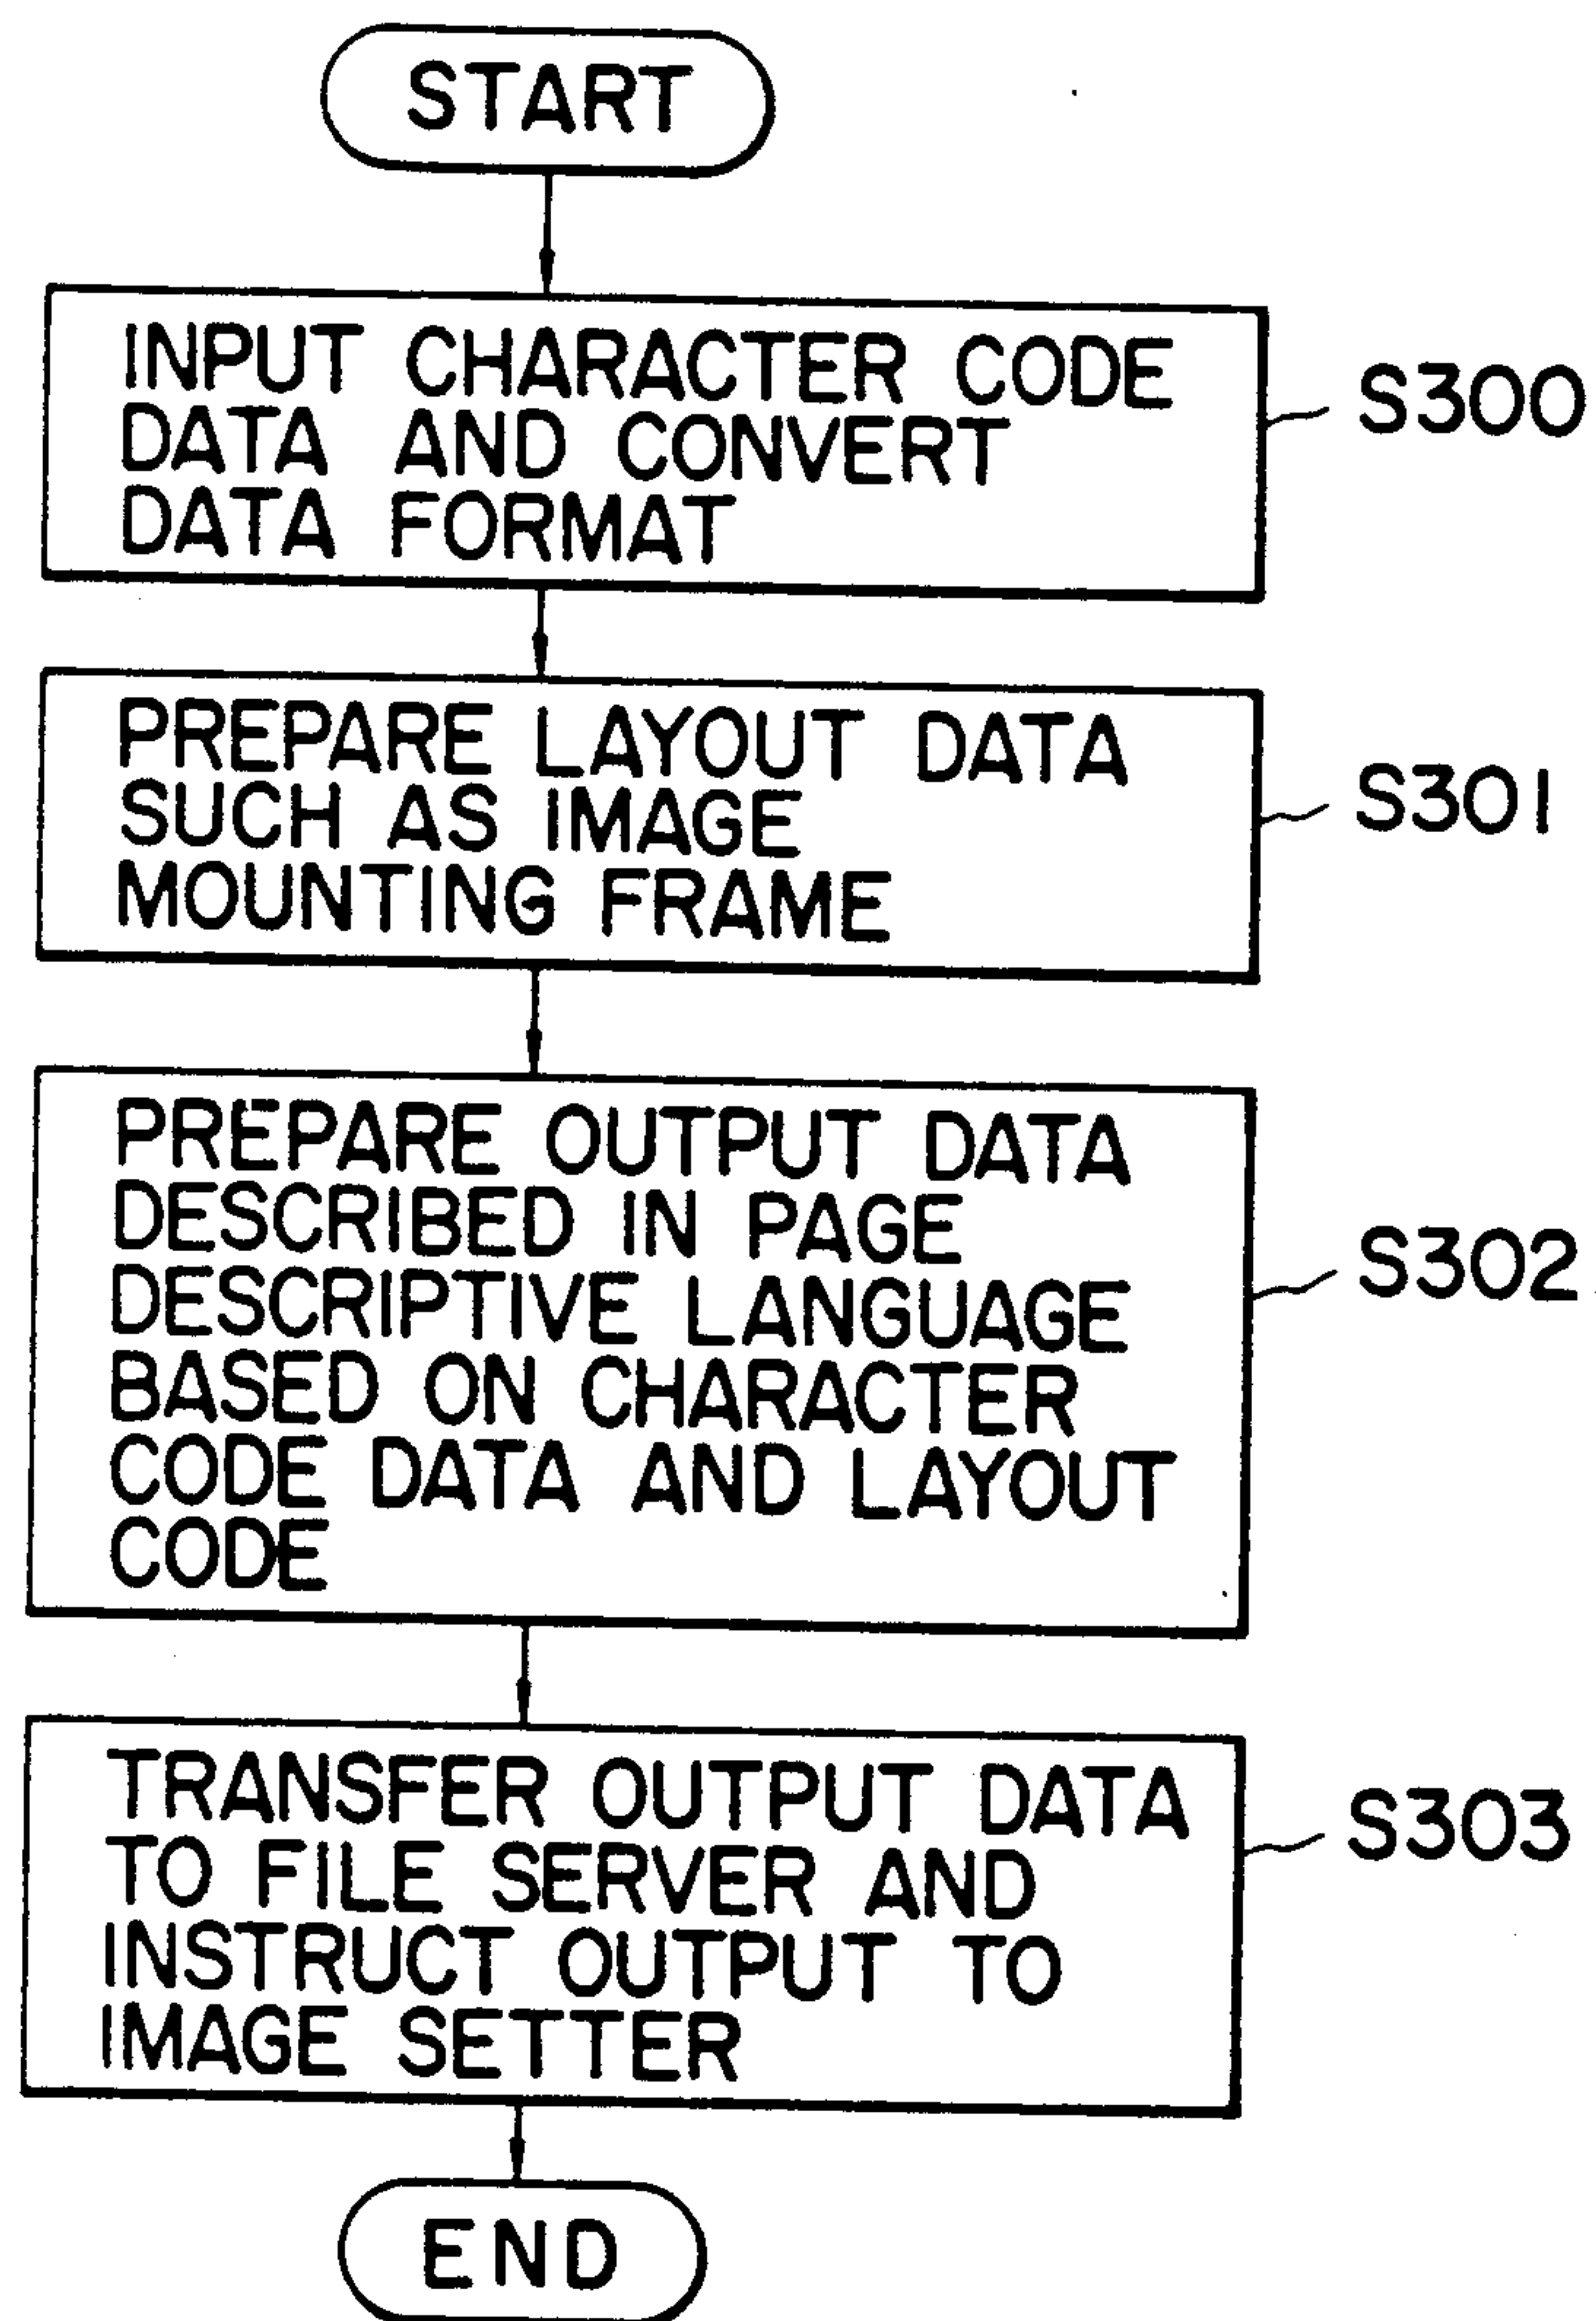 START
INPUT CHARACTER CODE
DATA AND CONVERT
DATA FORMAT
S300
PREPARE LAYOUT DATA
SUCH AS IMAGE
MOUNTING FRAME
S301
PREPARE OUTPUT DATA
DESCRIBED IN PAGE
DESCRIPTIVE LANGUAGE
BASED ON CHARACTER
CODE DATA AND LAYOUT
CODE
S302
TRANSFER OUTPUT DATA
TO FILE SERVER AND
INSTRUCT OUTPUT TO
IMAGE SETTER
S303
END